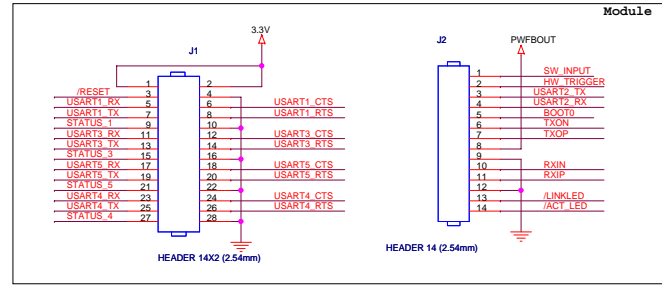 Module
3.3V
J1
1 2
/RESET 3 4
USART1_RX 5 6 USART1_CTS
USART1_TX 7 8 USART1_RTS
STATUS_1 9 10
USART3_RX 11 12 USART3_CTS
USART3_TX 13 14 USART3_RTS
STATUS_3 15 16
USART5_RX 17 18 USART5_CTS
USART5_TX 19 20 USART5_RTS
STATUS_5 21 22
USART4_RX 23 24 USART4_CTS
USART4_TX 25 26 USART4_RTS
STATUS_4 27 28
HEADER 14X2 (2.54mm)
J2
PWFBOUT
1 SW_INPUT
2 HW_TRIGGER
3 USART2_TX
4 USART2_RX
5 BOOT0
6 TXON
7 TXOP
8
9
10 RXIN
11 RXIP
12
13 /LINKLED
14 /ACT_LED
HEADER 14 (2.54mm)